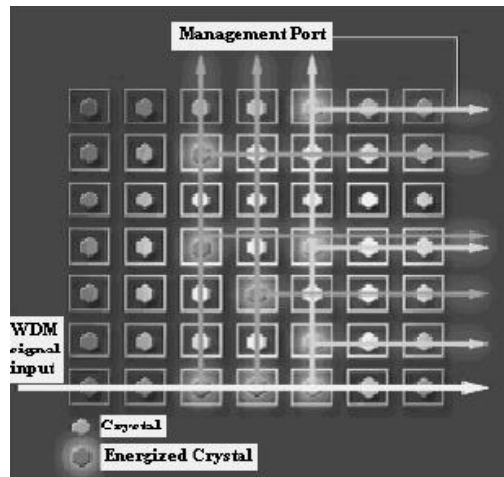 Management Port
WDM
signal
input
Crystal
Energized Crystal